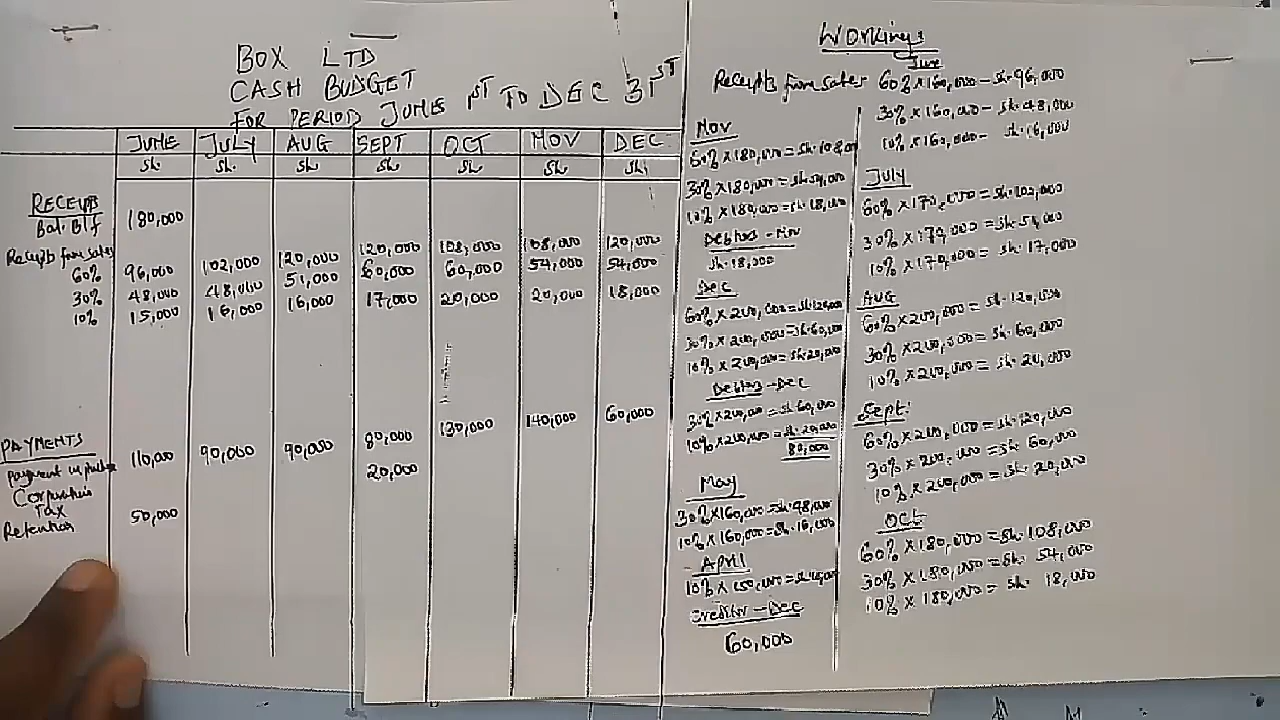 BOX LTD
CASH BUDGET
FOR PERIOD JUNE 1ST TO DEC 31ST
JUNE JULY AUG SEPT OCT NOV DEC
sh. sh. sh. sh. sh. sh. sh.
RECEIPTS
Bal. B/f 180,000
Receipts from sales
60% 96,000 102,000 120,000 120,000 108,000 108,000 120,000
30% 48,000 48,000 51,000 60,000 60,000 54,000 54,000
10% 15,000 16,000 16,000 17,000 20,000 20,000 18,000
PAYMENTS
payment 110,000 90,000 90,000 80,000 130,000 140,000 60,000
Corporation
Tax 20,000
Retention 50,000
Workings
June
Receipts from sales 60% x 160,000 - sh. 96,000
30% x 160,000 - sh. 48,000
10% x 160,000 - sh. 16,000
July
60% x 170,000 = sh. 102,000
30% x 170,000 = sh. 51,000
10% x 170,000 = sh. 17,000
AUG
60% x 200,000 = sh. 120,000
30% x 200,000 = sh. 60,000
10% x 200,000 = sh. 20,000
Sept:
60% x 200,000 = sh. 120,000
30% x 200,000 = sh. 60,000
10% x 200,000 = sh. 20,000
OCT
60% x 180,000 = sh. 108,000
30% x 180,000 = sh. 54,000
10% x 180,000 = sh. 18,000
Nov
60% x 180,000 = sh. 108,000
30% x 180,000 = sh. 54,000
10% x 180,000 = sh. 18,000
Debtors -
sh. 18,000
Dec
60% x 200,000 = sh. 120,000
30% x 200,000 = sh. 60,000
10% x 200,000 = sh. 20,000
Debtors - Dec
30% x 200,000 = sh. 60,000
10% x 200,000 = sh. 20,000
80,000
May
30% x 160,000 = sh. 48,000
10% x 160,000 = sh. 16,000
- April
10% x 150,000 =
Creditor - Dec
60,000